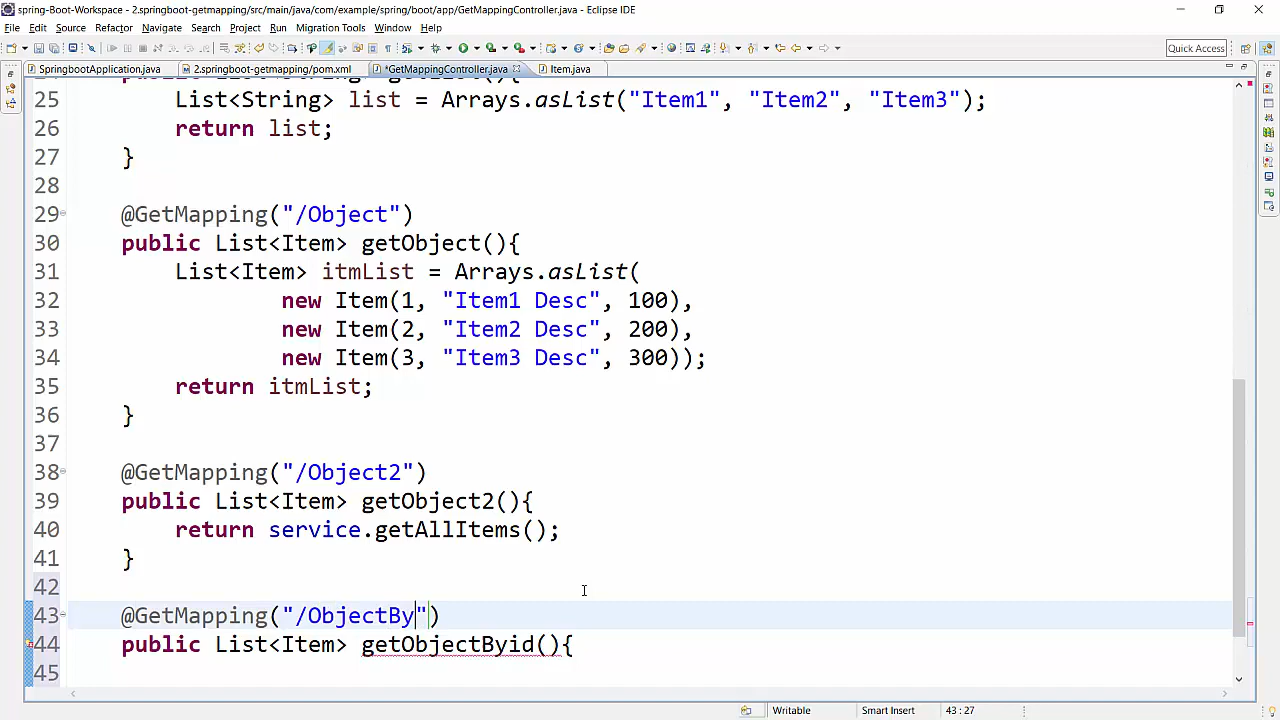 spring-Boot-Workspace - 2.springboot-getmapping/src/main/java/com/example/spring/boot/app/GetMappingController.java - Eclipse IDE
File Edit Source Refactor Navigate Search Project Run Migration Tools Window Help
Quick Access
SpringbootApplication.java 2.springboot-getmapping/pom.xml *GetMappingController.java Item.java
25 List<String> list = Arrays.asList("Item1", "Item2", "Item3");
26 return list;
27 }
28
29 @GetMapping("/Object")
30 public List<Item> getObject(){
31 List<Item> itmList = Arrays.asList(
32 new Item(1, "Item1 Desc", 100),
33 new Item(2, "Item2 Desc", 200),
34 new Item(3, "Item3 Desc", 300));
35 return itmList;
36 }
37
38 @GetMapping("/Object2")
39 public List<Item> getObject2(){
40 return service.getAllItems();
41 }
42
43 @GetMapping("/ObjectBy")
44 public List<Item> getObjectByid(){
45
Writable Smart Insert 43 : 27